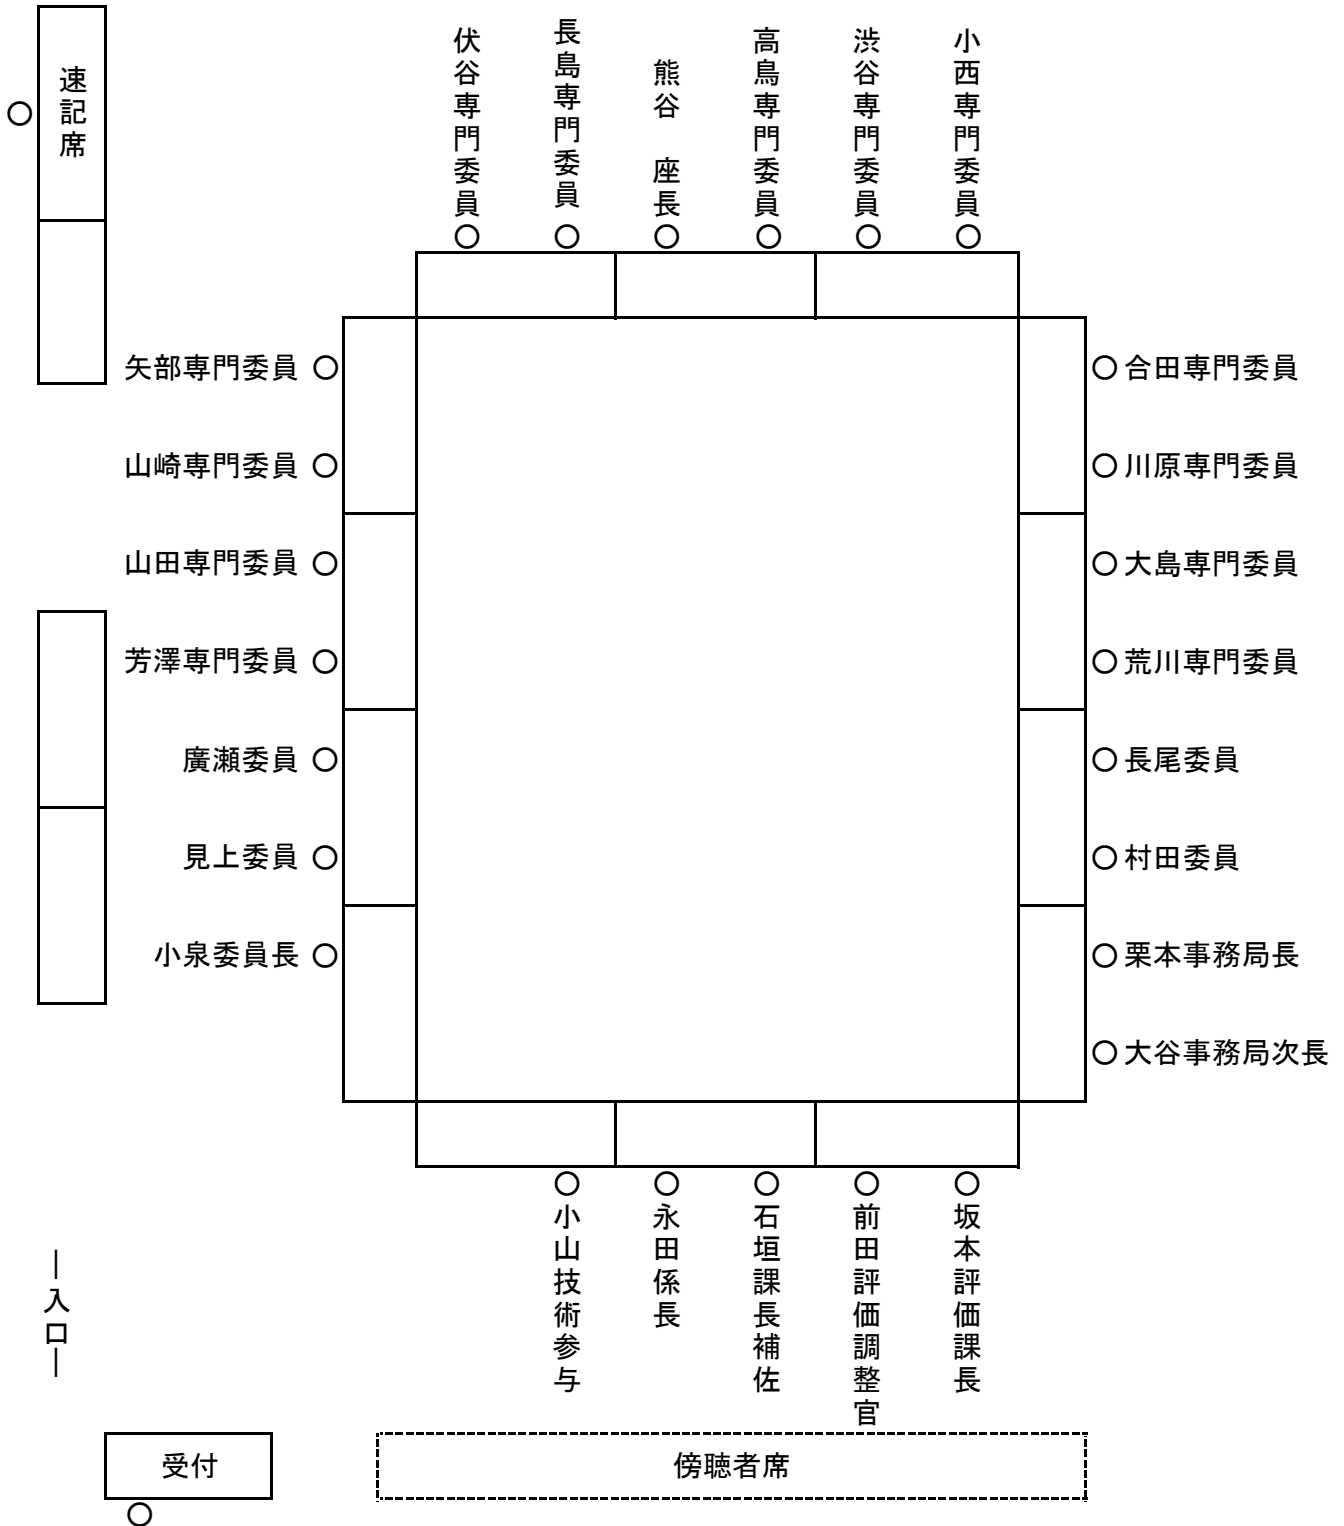 速記席
伏谷専門委員
長島専門委員
熊谷 座長
高鳥専門委員
渋谷専門委員
小西専門委員
矢部専門委員
山崎専門委員
山田専門委員
芳澤専門委員
廣瀬委員
見上委員
小泉委員長
合田専門委員
川原専門委員
大島専門委員
荒川専門委員
長尾委員
村田委員
栗本事務局長
大谷事務局次長
小山技術参与
永田係長
石垣課長補佐
前田評価調整官
坂本評価課長
―入口―
受付
傍聴者席